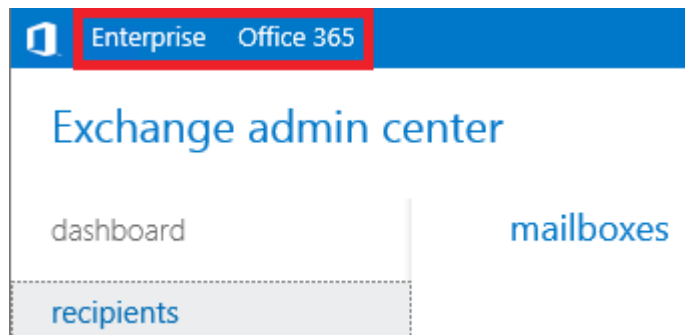 Enterprise Office 365
Exchange admin center
dashboard
mailboxes
recipients